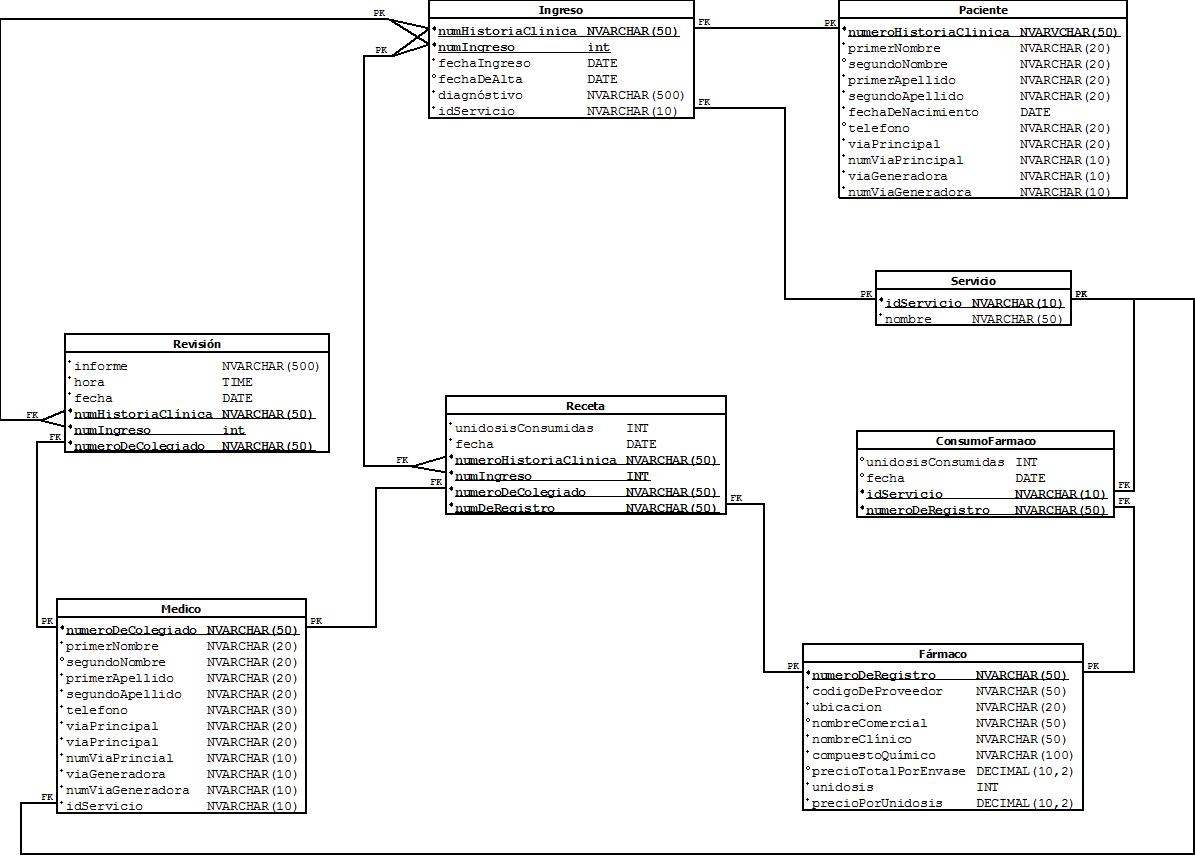 Ingreso
numHistoriaClinica NVARCHAR(50)
numIngreso int
fechaIngreso DATE
fechaDeAlta DATE
diagnóstivo NVARCHAR(500)
idServicio NVARCHAR(10)
PK
PK
FK
FK
PK
Paciente
numeroHistoriaClinica NVARVCHAR(50)
primerNombre NVARCHAR(20)
segundoNombre NVARCHAR(20)
primerApellido NVARCHAR(20)
segundoApellido NVARCHAR(20)
fechaDeNacimiento DATE
telefono NVARCHAR(20)
viaPrincipal NVARCHAR(20)
numViaPrincipal NVARCHAR(10)
viaGeneradora NVARCHAR(10)
numViaGeneradora NVARCHAR(10)
Servicio
PK
PK
idServicio NVARCHAR(10)
nombre NVARCHAR(50)
Revisión
informe NVARCHAR(500)
hora TIME
fecha DATE
numHistoriaClínica NVARCHAR(50)
numIngreso int
numeroDeColegiado NVARCHAR(50)
FK
FK
Receta
unidosisConsumidas INT
fecha DATE
numeroHistoriaClinica NVARCHAR(50)
numIngreso INT
numeroDeColegiado NVARCHAR(50)
numDeRegistro NVARCHAR(50)
FK
FK
FK
ConsumoFarmaco
unidosisConsumidas INT
fecha DATE
idServicio NVARCHAR(10)
numeroDeRegistro NVARCHAR(50)
FK
FK
Medico
PK
PK
numeroDeColegiado NVARCHAR(50)
primerNombre NVARCHAR(20)
segundoNombre NVARCHAR(20)
primerApellido NVARCHAR(20)
segundoApellido NVARCHAR(20)
telefono NVARCHAR(30)
viaPrincipal NVARCHAR(20)
viaPrincipal NVARCHAR(20)
numViaPrincial NVARCHAR(10)
viaGeneradora NVARCHAR(10)
numViaGeneradora NVARCHAR(10)
idServicio NVARCHAR(10)
FK
Fármaco
PK
PK
numeroDeRegistro NVARCHAR(50)
codigoDeProveedor NVARCHAR(50)
ubicacion NVARCHAR(20)
nombreComercial NVARCHAR(50)
nombreClínico NVARCHAR(50)
compuestoQuímico NVARCHAR(100)
precioTotalPorEnvase DECIMAL(10,2)
unidosis INT
precioPorUnidosis DECIMAL(10,2)